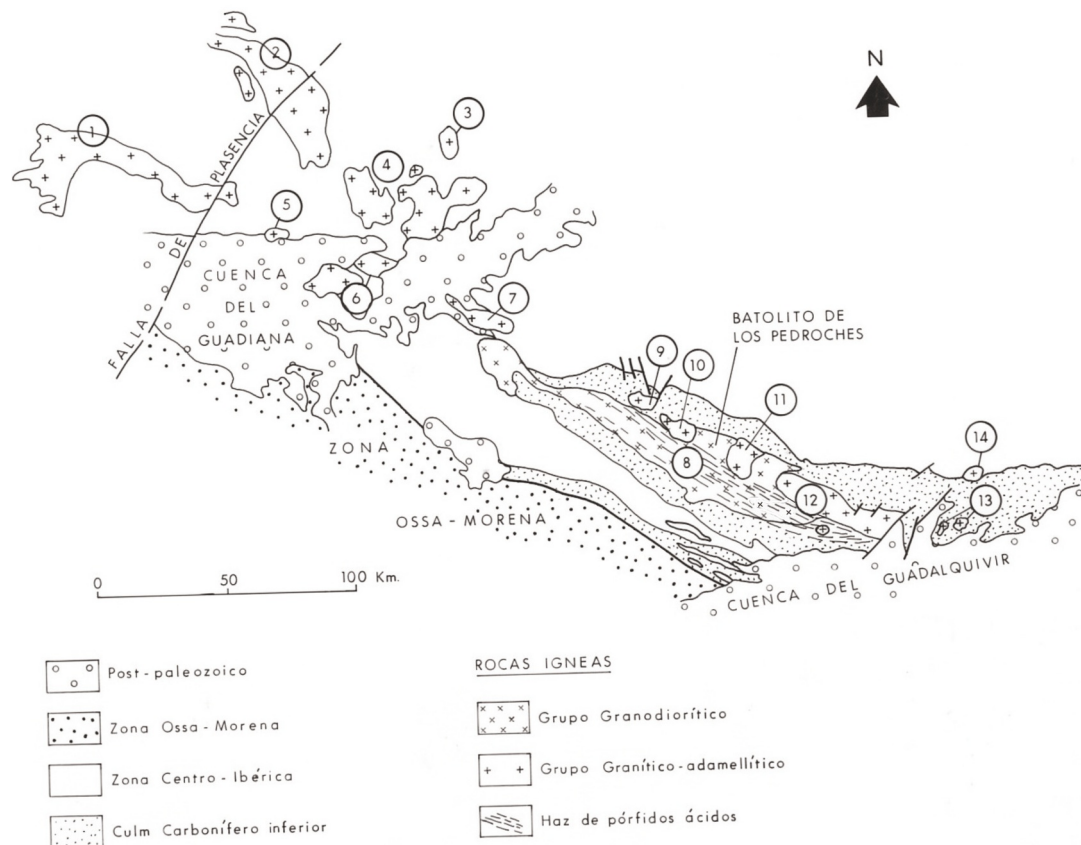 N
1
2
3
4
5
6
7
8
9
10
11
12
13
14
FALLA DE PLASENCIA
CUENCA
DEL
GUADIANA
BATOLITO DE
LOS PEDROCHES
ZONA
OSSA-MORENA
CUENCA DEL GUADALQUIVIR
0 50 100 Km.
Post-paleozoico
Zona Ossa-Morena
Zona Centro-Ibérica
Culm Carbonífero inferior
ROCAS IGNEAS
Grupo Granodiorítico
Grupo Granítico-adamellítico
Haz de pórfidos ácidos